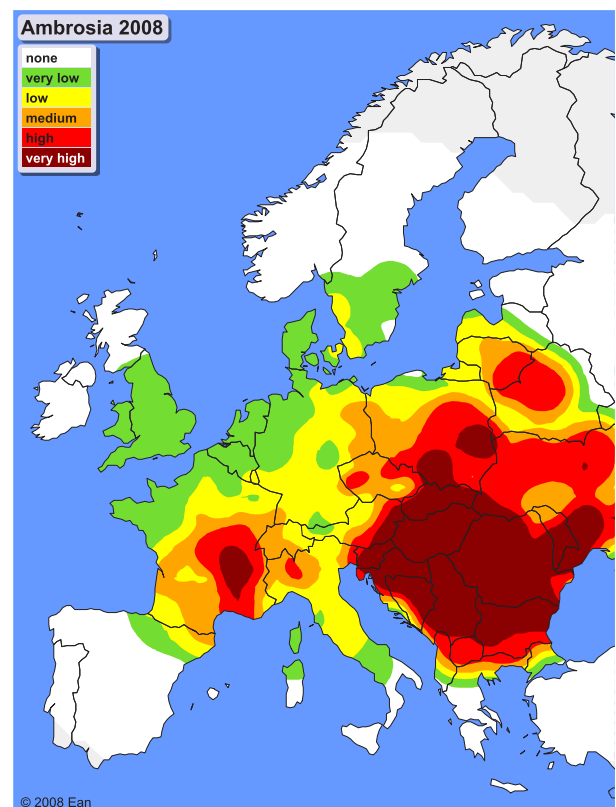 Ambrosia 2008
none
very low
low
medium
high
very high
© 2008 Ean